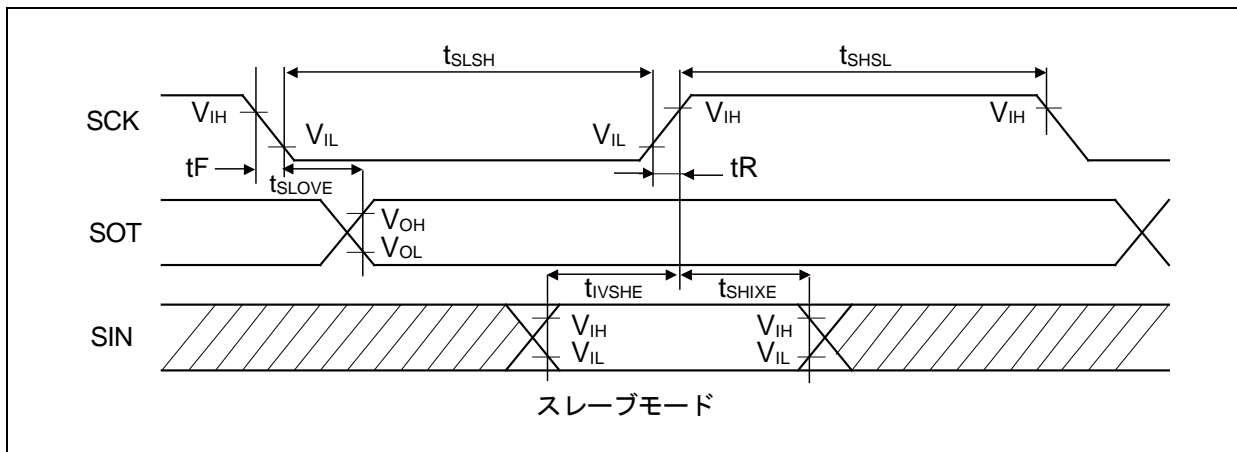 tSLSH
tSHSL
SCK
VIH
VIL
VIL
VIH
VIH
tF
tSLOVE
tR
SOT
VOH
VOL
tIVSHE
tSHIXE
SIN
VIH
VIL
VIH
VIL
スレーブモード